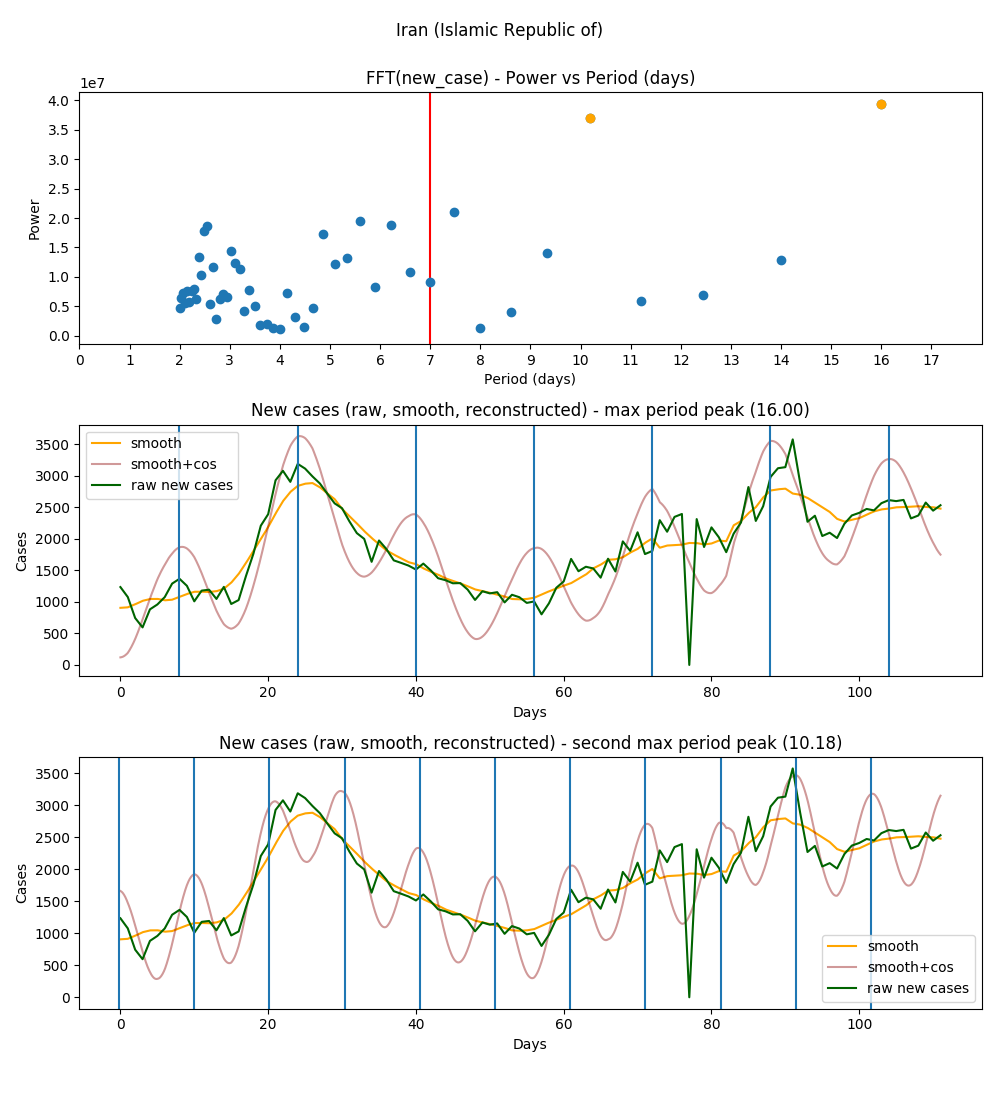 Iran (Islamic Republic of)
FFT(new_case) - Power vs Period (days)
1e7
4.0
3.5
3.0
2.5
2.0
1.5
1.0
0.5
0.0
Power
0 1 2 3 4 5 6 7 8 9 10 11 12 13 14 15 16 17
Period (days)
New cases (raw, smooth, reconstructed) - max period peak (16.00)
smooth
smooth+cos
raw new cases
3500
3000
2500
2000
1500
1000
500
0
Cases
0 20 40 60 80 100
Days
New cases (raw, smooth, reconstructed) - second max period peak (10.18)
3500
3000
2500
2000
1500
1000
500
0
Cases
smooth
smooth+cos
raw new cases
0 20 40 60 80 100
Days